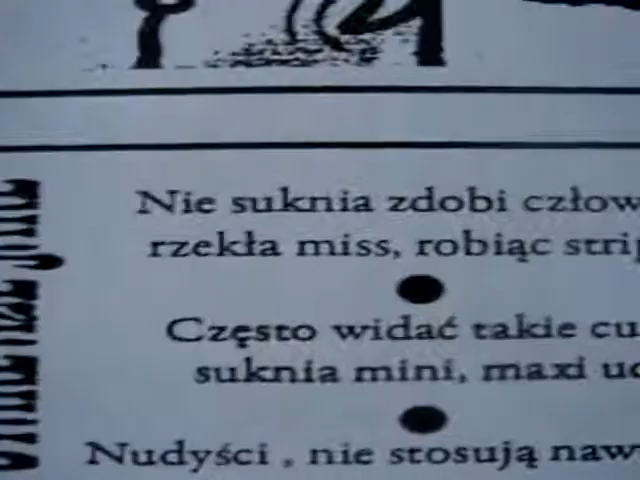 Nie suknia zdobi człow
rzekła miss, robiąc strip
Często widać takie cu
suknia mini, maxi ud
Nudyści , nie stosują naw